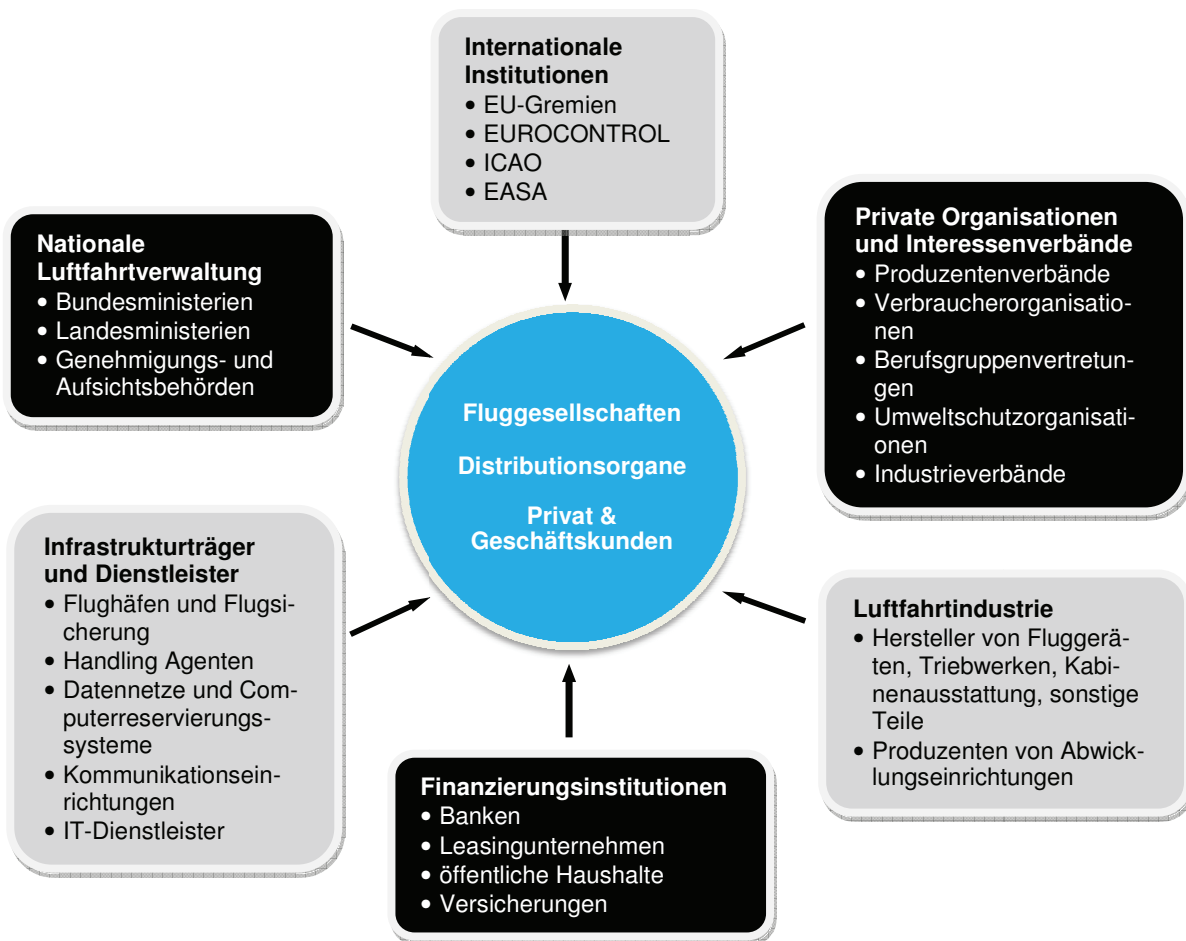 Internationale
Institutionen
• EU-Gremien
• EUROCONTROL
• ICAO
• EASA
Nationale
Luftfahrtverwaltung
• Bundesministerien
• Landesministerien
• Genehmigungs- und
Aufsichtsbehörden
Private Organisationen
und Interessenverbände
• Produzentenverbände
• Verbraucherorganisatio-
nen
• Berufsgruppenvertretun-
gen
• Umweltschutzorganisati-
onen
• Industrieverbände
Fluggesellschaften
Distributionsorgane
Privat &
Geschäftskunden
Infrastrukturträger
und Dienstleister
• Flughäfen und Flugsi-
cherung
• Handling Agenten
• Datennetze und Com-
puterreservierungs-
systeme
• Kommunikationsein-
richtungen
• IT-Dienstleister
Luftfahrtindustrie
• Hersteller von Fluggerä-
ten, Triebwerken, Kabi-
nenausstattung, sonstige
Teile
• Produzenten von Abwick-
lungseinrichtungen
Finanzierungsinstitutionen
• Banken
• Leasingunternehmen
• öffentliche Haushalte
• Versicherungen